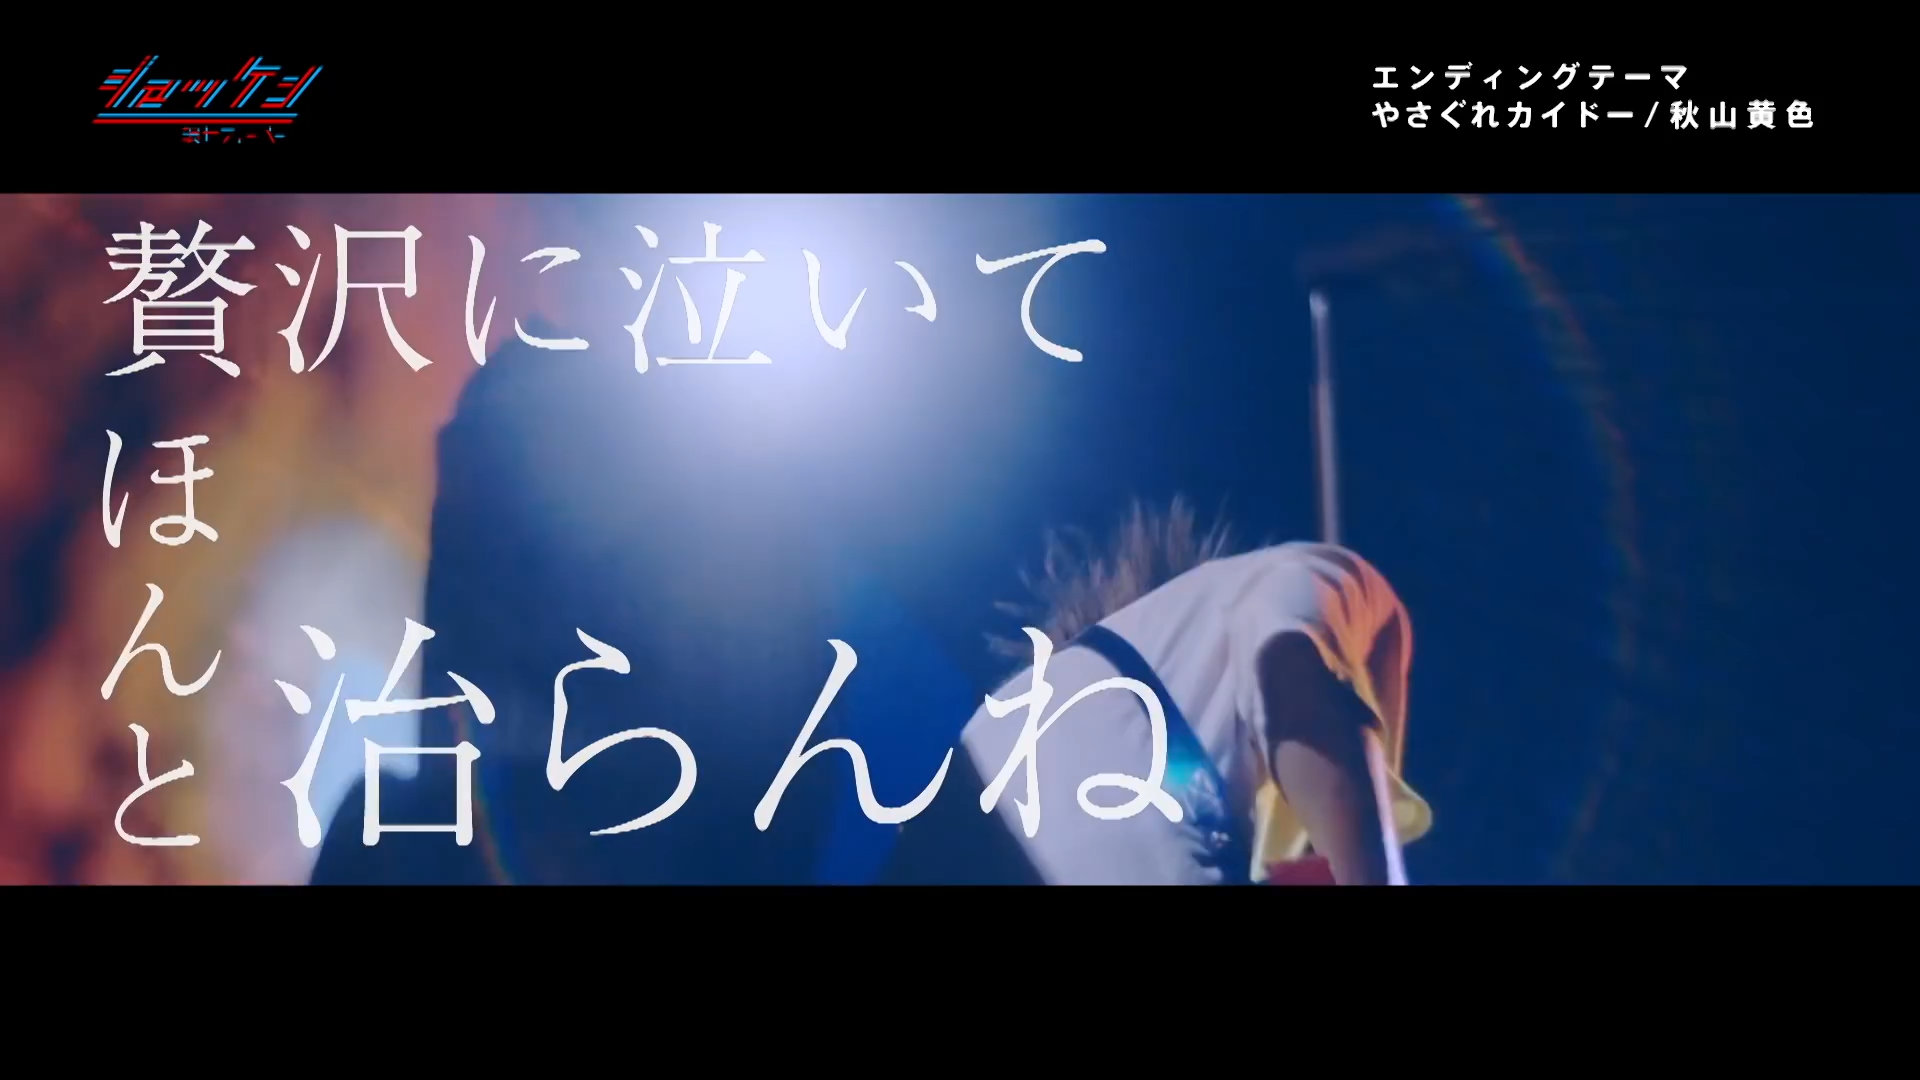 ジョッケン
エンディングテーマ
やさぐれカイドー/秋山黄色
贅沢に泣いて
ほんと
治らんね